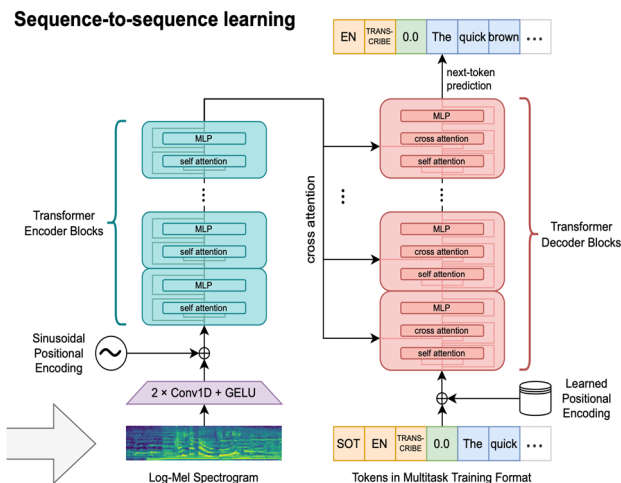 Sequence-to-sequence learning
EN TRANS-CRIBE 0.0 The quick brown ...
next-token
prediction
MLP
self attention
...
MLP
self attention
MLP
self attention
Transformer
Encoder Blocks
cross attention
...
MLP
cross attention
self attention
...
MLP
cross attention
self attention
MLP
cross attention
self attention
Transformer
Decoder Blocks
Sinusoidal
Positional
Encoding
~
2 × Conv1D + GELU
Learned
Positional
Encoding
SOT EN TRANS-CRIBE 0.0 The quick ...
Log-Mel Spectrogram
Tokens in Multitask Training Format